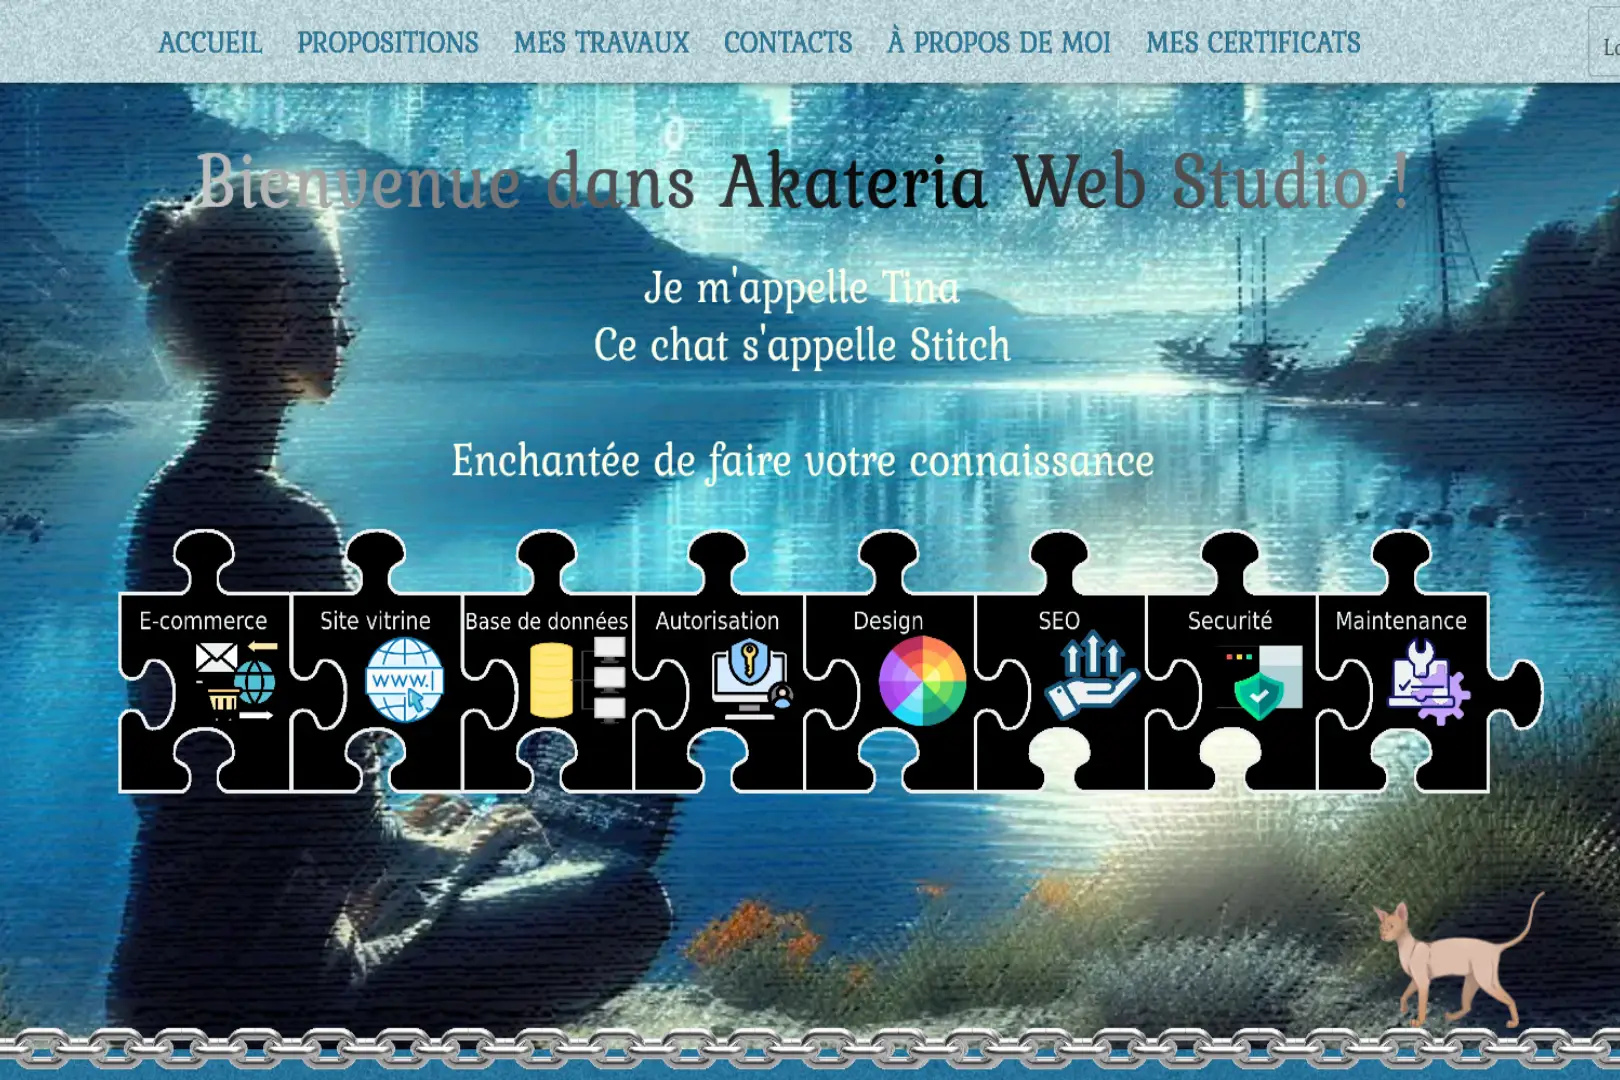 ACCUEIL PROPOSITIONS MES TRAVAUX CONTACTS À PROPOS DE MOI MES CERTIFICATS
Bienvenue dans Akateria Web Studio !
Je m'appelle Tina
Ce chat s'appelle Stitch
Enchantée de faire votre connaissance
E-commerce Site vitrine Base de données Autorisation Design SEO Securité Maintenance
www.